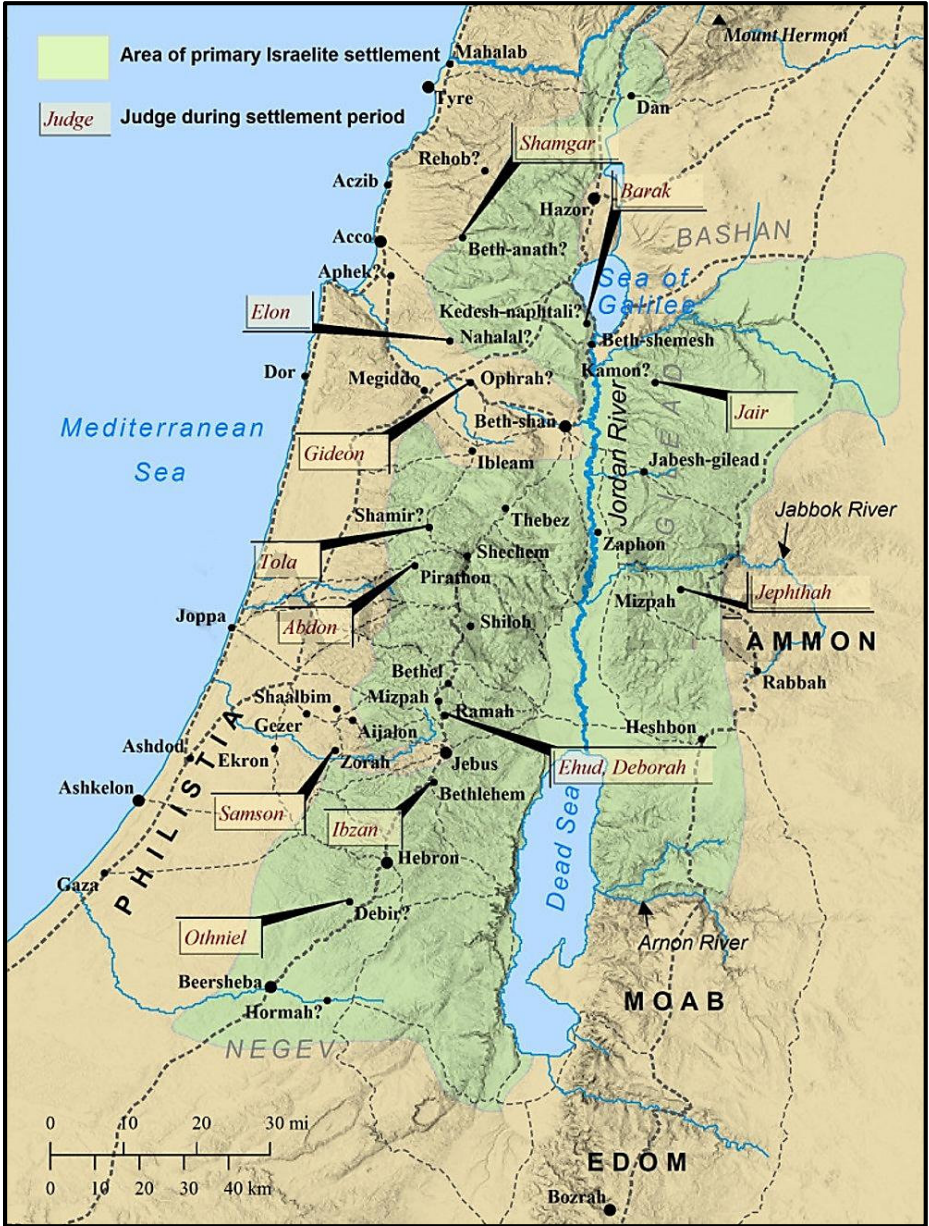 Area of primary Israelite settlement
Judge
Judge during settlement period
Mount Hermon
Mahalab
Tyre
Dan
Shamgar
Rehob?
Barak
Aczib
Hazor
BASHAN
Acco
Beth-anath?
Aphek?
Sea of
Galilee
Elon
Kedesh-naphtali?
Nahalal?
Beth-shemesh
Dor
Megiddo
Ophrah?
Kamon?
Jair
Mediterranean
Sea
Gideon
Beth-shan
Ibleam
Jordan River
GILEAD
Jabesh-gilead
Shamir?
Thebez
Jabbok River
Tola
Shechem
Zaphon
Pirathon
Mizpah
Jephthah
Joppa
Abdon
Shiloh
AMMON
Rabbah
Bethel
Shaalbim
Mizpah
Gezer
Ramah
Aijalon
Heshbon
Ashdod
Ekron
Zorah
Jebus
Ehud, Deborah
Ashkelon
PHILISTIA
Samson
Ibzan
Bethlehem
Dead Sea
Hebron
Gaza
Debir?
Othniel
Arnon River
Beersheba
Hormah?
MOAB
NEGEV
0 10 20 30 mi
0 10 20 30 40 km
EDOM
Bozrah